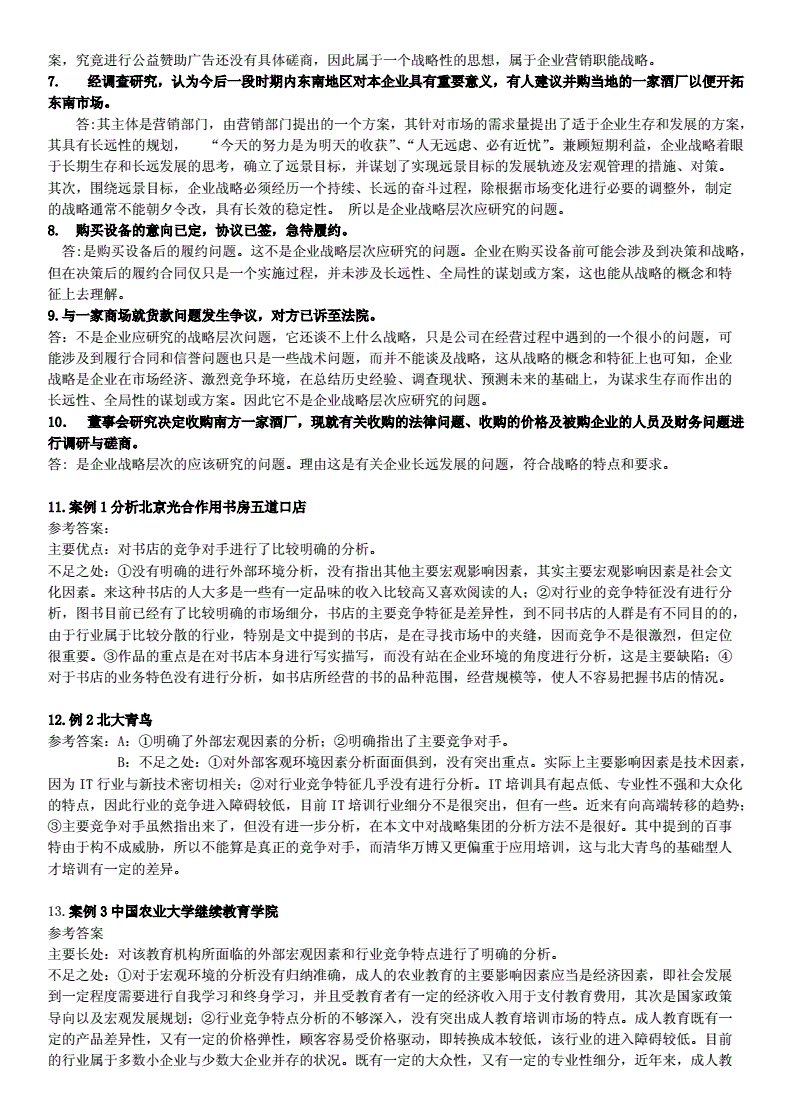 案，究竟进行公益赞助广告还没有具体磋商，因此属于一个战略性的思想，属于企业营销职能战略。
7. 经调查研究，认为今后一段时期内东南地区对本企业具有重要意义，有人建议并购当地的一家酒厂以便开拓
东南市场。
答:其主体是营销部门，由营销部门提出的一个方案，其针对市场的需求量提出了适于企业生存和发展的方案，
其具有长远性的规划， “今天的努力是为明天的收获”、“人无远虑、必有近忧”。兼顾短期利益，企业战略着眼
于长期生存和长远发展的思考，确立了远景目标，并谋划了实现远景目标的发展轨迹及宏观管理的措施、对策。
其次，围绕远景目标，企业战略必须经历一个持续、长远的奋斗过程，除根据市场变化进行必要的调整外，制定
的战略通常不能朝夕令改，具有长效的稳定性。 所以是企业战略层次应研究的问题。
8. 购买设备的意向已定，协议已签，急待履约。
答:是购买设备后的履约问题。这不是企业战略层次应研究的问题。企业在购买设备前可能会涉及到决策和战略，
但在决策后的履约合同仅只是一个实施过程，并未涉及长远性、全局性的谋划或方案，这也能从战略的概念和特
征上去理解。
9.与一家商场就货款问题发生争议，对方已诉至法院。
答：不是企业应研究的战略层次问题，它还谈不上什么战略，只是公司在经营过程中遇到的一个很小的问题，可
能涉及到履行合同和信誉问题也只是一些战术问题，而并不能谈及战略，这从战略的概念和特征上也可知，企业
战略是企业在市场经济、激烈竞争环境，在总结历史经验、调查现状、预测未来的基础上，为谋求生存而作出的
长远性、全局性的谋划或方案。因此它不是企业战略层次应研究的问题。
10. 董事会研究决定收购南方一家酒厂，现就有关收购的法律问题、收购的价格及被购企业的人员及财务问题进
行调研与磋商。
答：是企业战略层次的应该研究的问题。理由这是有关企业长远发展的问题，符合战略的特点和要求。
11.案例1分析北京光合作用书房五道口店
参考答案：
主要优点：对书店的竞争对手进行了比较明确的分析。
不足之处：①没有明确的进行外部环境分析，没有指出其他主要宏观影响因素，其实主要宏观影响因素是社会文
化因素。来这种书店的人大多是一些有一定品味的收入比较高又喜欢阅读的人；②对行业的竞争特征没有进行分
析，图书目前已经有了比较明确的市场细分，书店的主要竞争特征是差异性，到不同书店的人群是有不同目的的，
由于行业属于比较分散的行业，特别是文中提到的书店，是在寻找市场中的夹缝，因而竞争不是很激烈，但定位
很重要。③作品的重点是在对书店本身进行写实描写，而没有站在企业环境的角度进行分析，这是主要缺陷；④
对于书店的业务特色没有进行分析，如书店所经营的书的品种范围，经营规模等，使人不容易把握书店的情况。
12.例2北大青鸟
参考答案：A：①明确了外部宏观因素的分析；②明确指出了主要竞争对手。
B：不足之处：①对外部客观环境因素分析面面俱到，没有突出重点。实际上主要影响因素是技术因素，
因为IT行业与新技术密切相关；②对行业竞争特征几乎没有进行分析。IT培训具有起点低、专业性不强和大众化
的特点，因此行业的竞争进入障碍较低，目前IT培训行业细分不是很突出，但有一些。近来有向高端转移的趋势；
③主要竞争对手虽然指出来了，但没有进一步分析，在本文中对战略集团的分析方法不是很好。其中提到的百事
特由于构不成威胁，所以不能算是真正的竞争对手，而清华万博又更偏重于应用培训，这与北大青鸟的基础型人
才培训有一定的差异。
13.案例3中国农业大学继续教育学院
参考答案
主要长处：对该教育机构所面临的外部宏观因素和行业竞争特点进行了明确的分析。
不足之处：①对于宏观环境的分析没有归纳准确，成人的农业教育的主要影响因素应当是经济因素，即社会发展
到一定程度需要进行自我学习和终身学习，并且受教育者有一定的经济收入用于支付教育费用，其次是国家政策
导向以及宏观发展规划；②行业竞争特点分析的不够深入，没有突出成人教育培训市场的特点。成人教育既有一
定的产品差异性，又有一定的价格弹性，顾客容易受价格驱动，即转换成本较低，该行业的进入障碍较低。目前
的行业属于多数小企业与少数大企业并存的状况。既有一定的大众性，又有一定的专业性细分，近年来，成人教